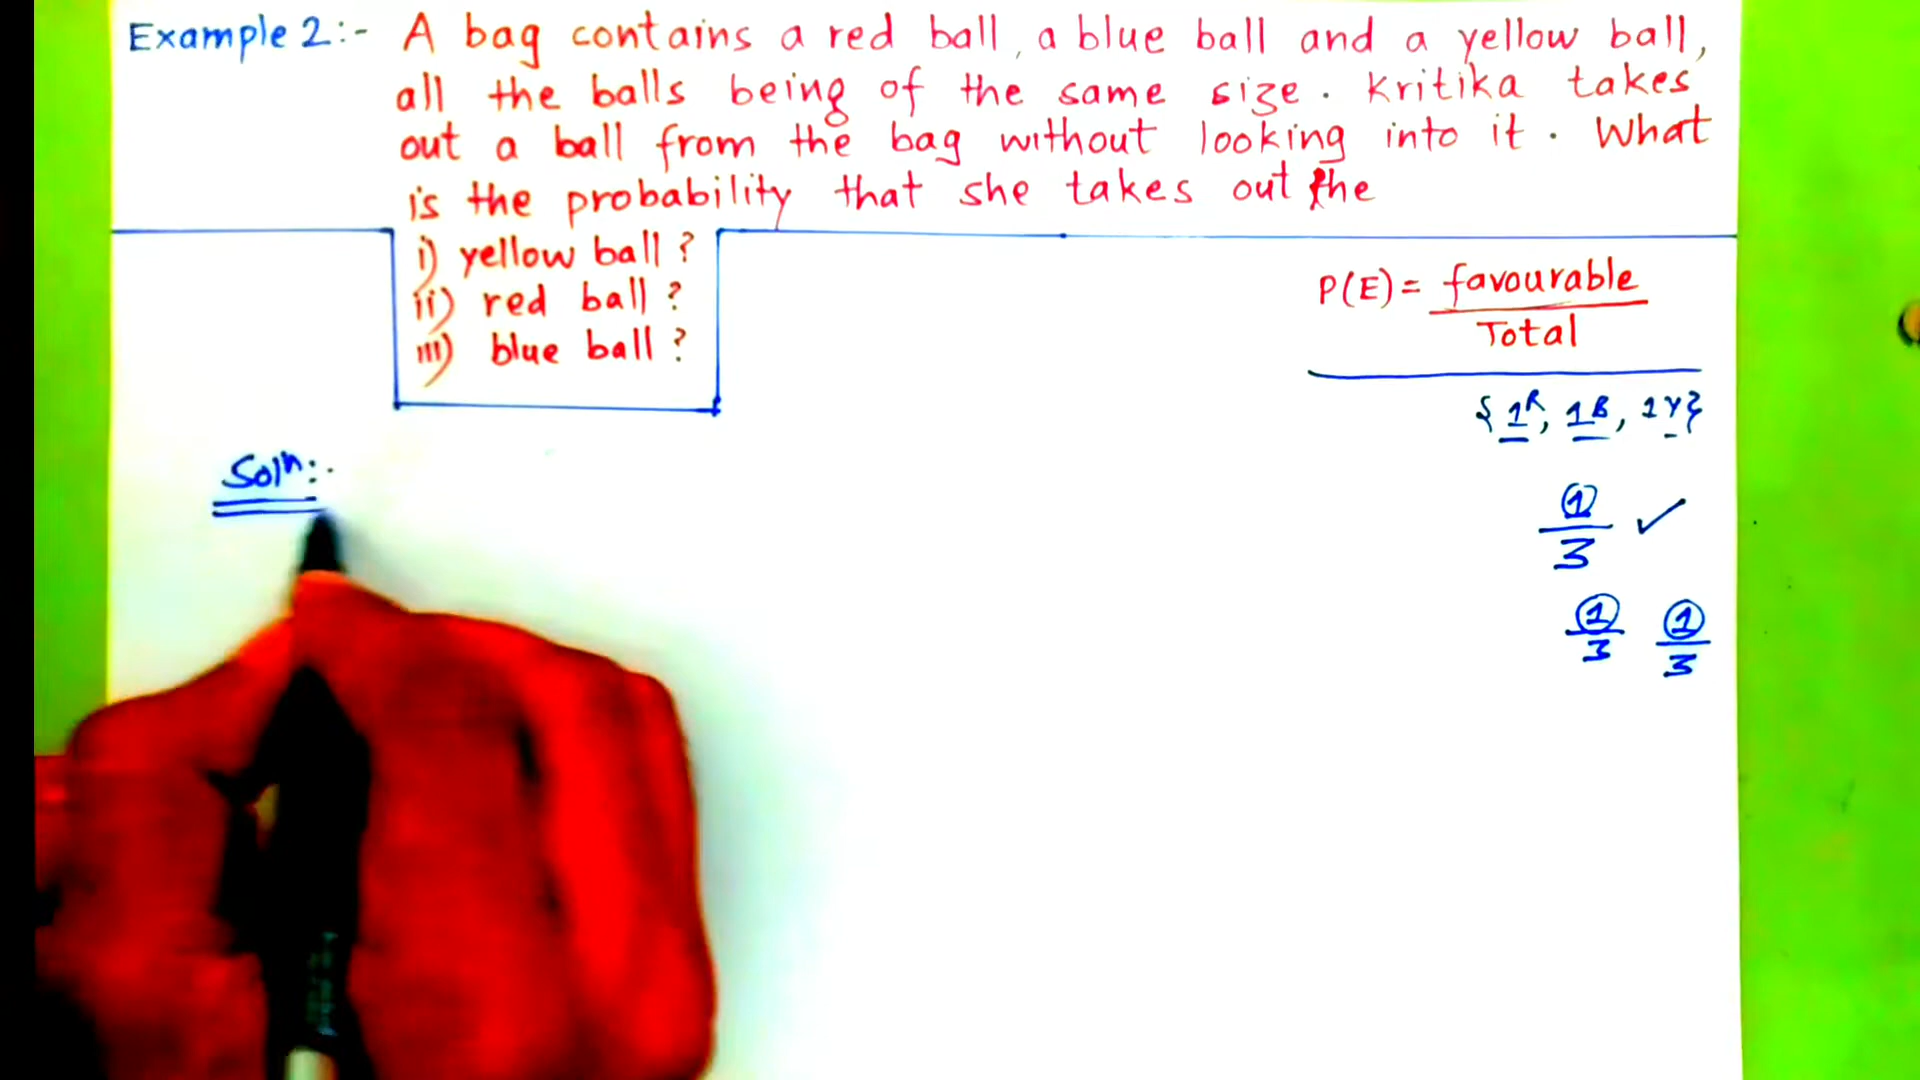 Example 2:- A bag contains a red ball, a blue ball and a yellow ball,
all the balls being of the same size. Kritika takes
out a ball from the bag without looking into it. What
is the probability that she takes out the
i) yellow ball?
ii) red ball?
iii) blue ball?
P(E) = favourable
Total
{1R, 1B, 1Y}
Soln:-
1
3 ✓
1 1
3 3